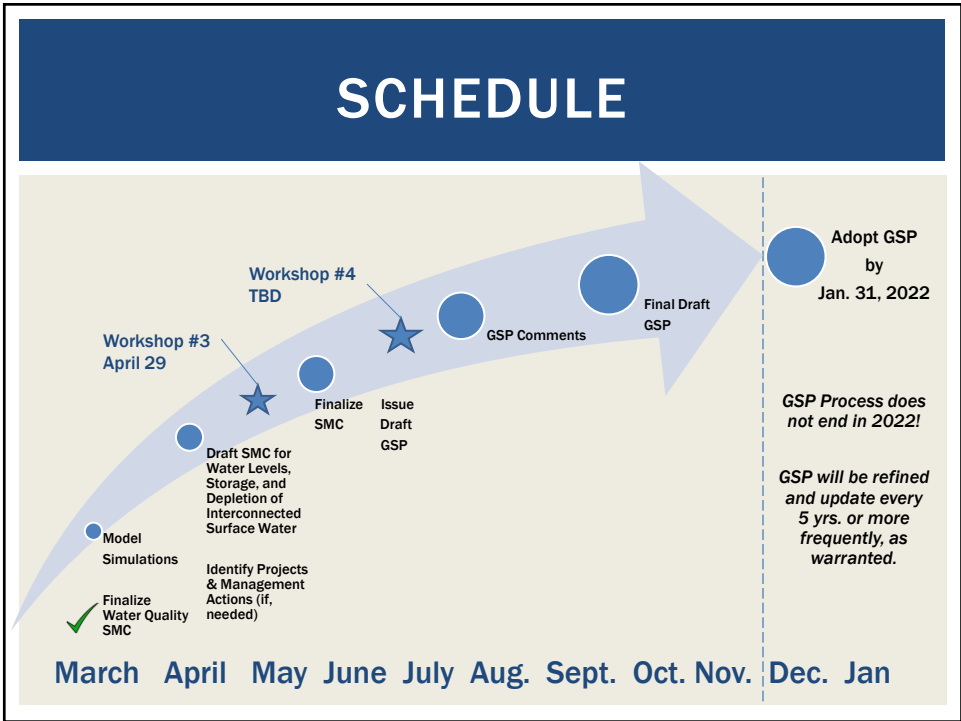 SCHEDULE
Workshop #3
April 29
Workshop #4
TBD
Model
Simulations
Finalize
Water Quality
SMC
Draft SMC for
Water Levels,
Storage, and
Depletion of
Interconnected
Surface Water
Identify Projects
& Management
Actions (if,
needed)
Finalize
SMC
Issue
Draft
GSP
GSP Comments
Final Draft
GSP
Adopt GSP
by
Jan. 31, 2022
GSP Process does
not end in 2022!
GSP will be refined
and update every
5 yrs. or more
frequently, as
warranted.
March April May June July Aug. Sept. Oct. Nov. Dec. Jan